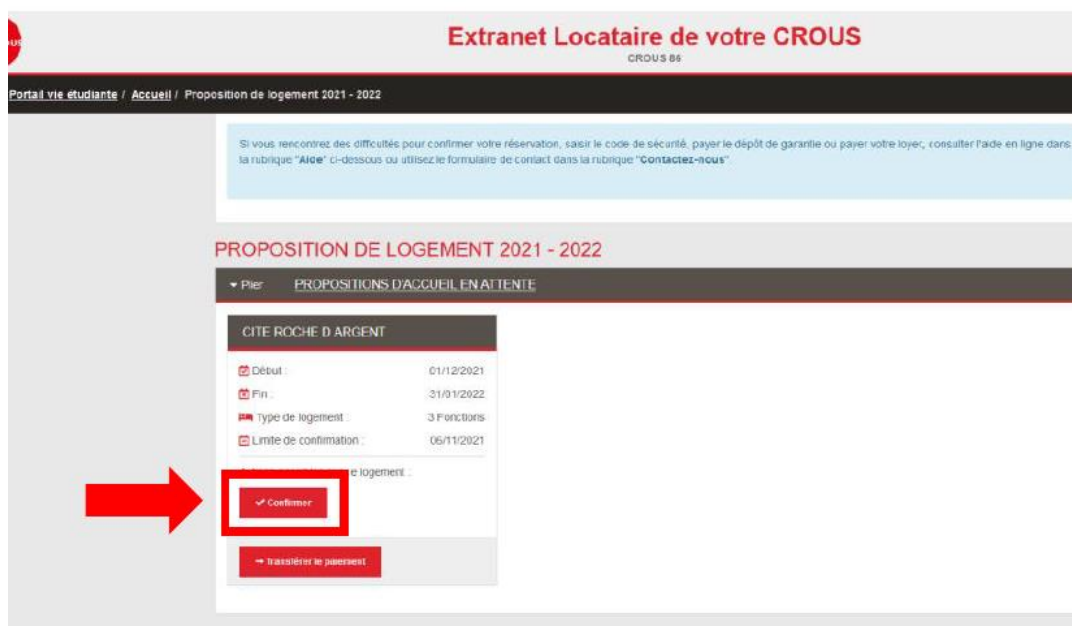 Extranet Locataire de votre CROUS
CROUS 86
Portail vie étudiante / Accueil / Proposition de logement 2021 - 2022
Si vous rencontrez des difficultés pour confirmer votre réservation, saisir le code de sécurité, payer le dépôt de garantie ou payer votre loyer, consulter l'aide en ligne dans
la rubrique "Aide" ci-dessous ou utilisez le formulaire de contact dans la rubrique "Contactez-nous"
PROPOSITION DE LOGEMENT 2021 - 2022
Plier PROPOSITIONS D'ACCUEIL EN ATTENTE
CITE ROCHE D ARGENT
Début : 01/12/2021
Fin : 31/01/2022
Type de logement : 3 Fonctions
Limite de confirmation : 06/11/2021
e logement :
Confirmer
Transférer le paiement